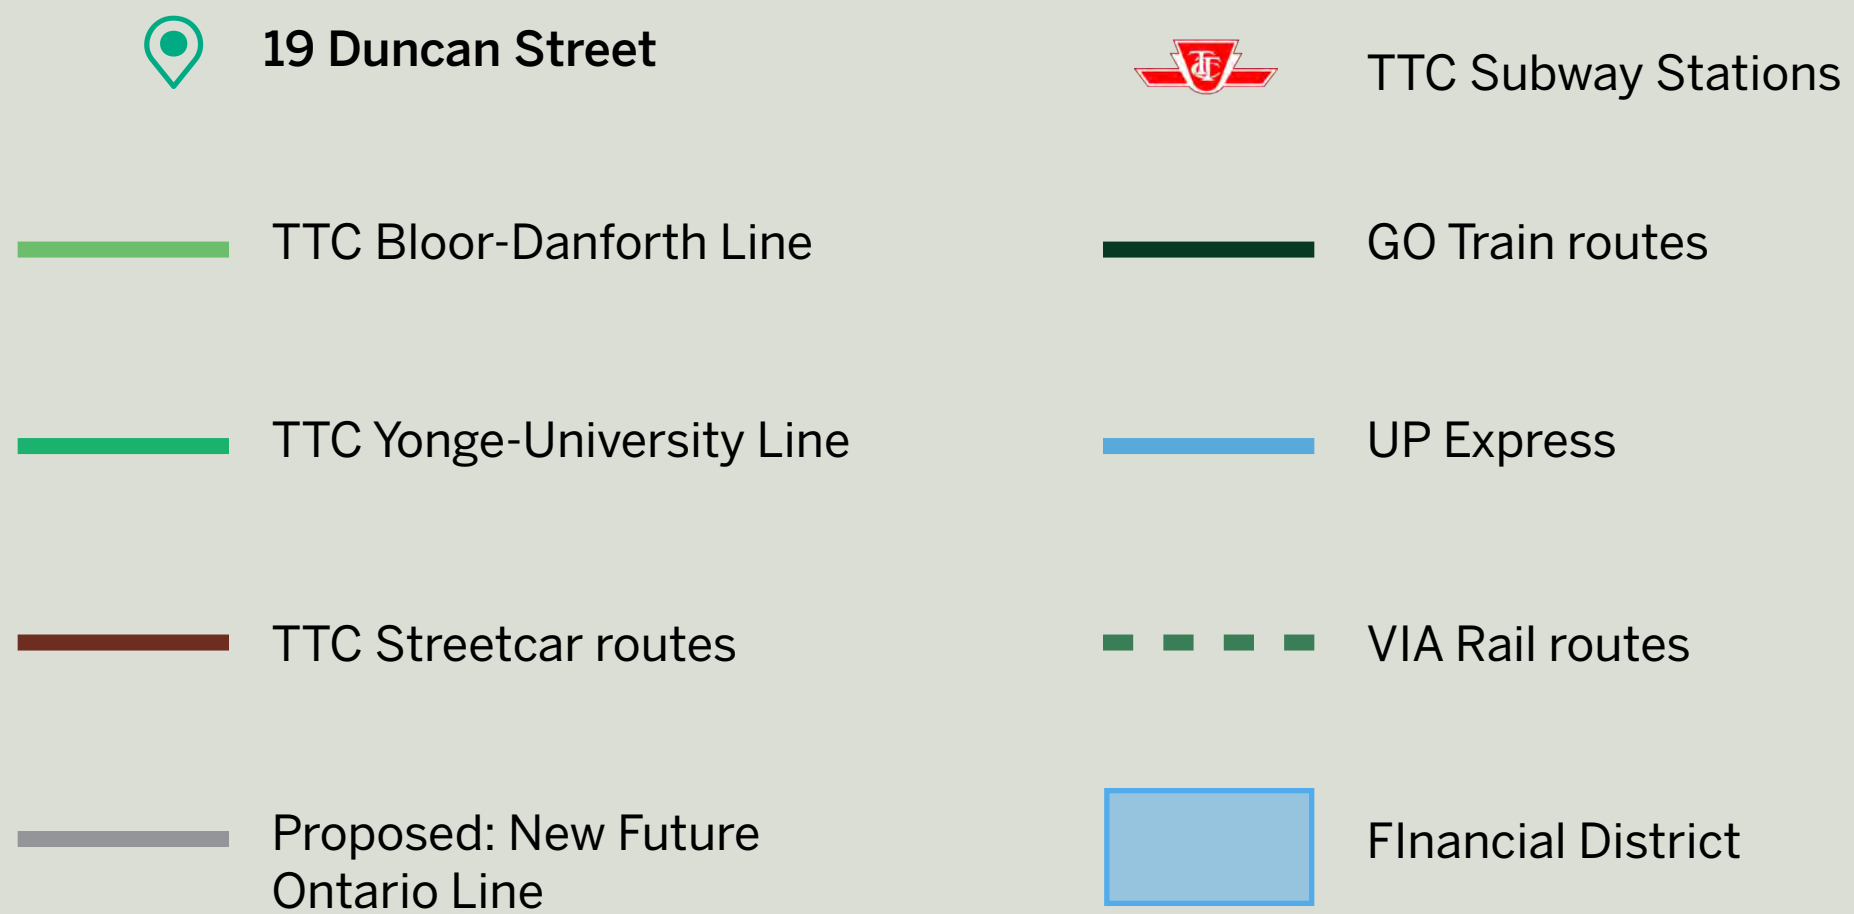 19 Duncan Street
TTC Subway Stations
TTC Bloor-Danforth Line
GO Train routes
TTC Yonge-University Line
UP Express
TTC Streetcar routes
VIA Rail routes
Proposed: New Future
Ontario Line
FInancial District
TTC